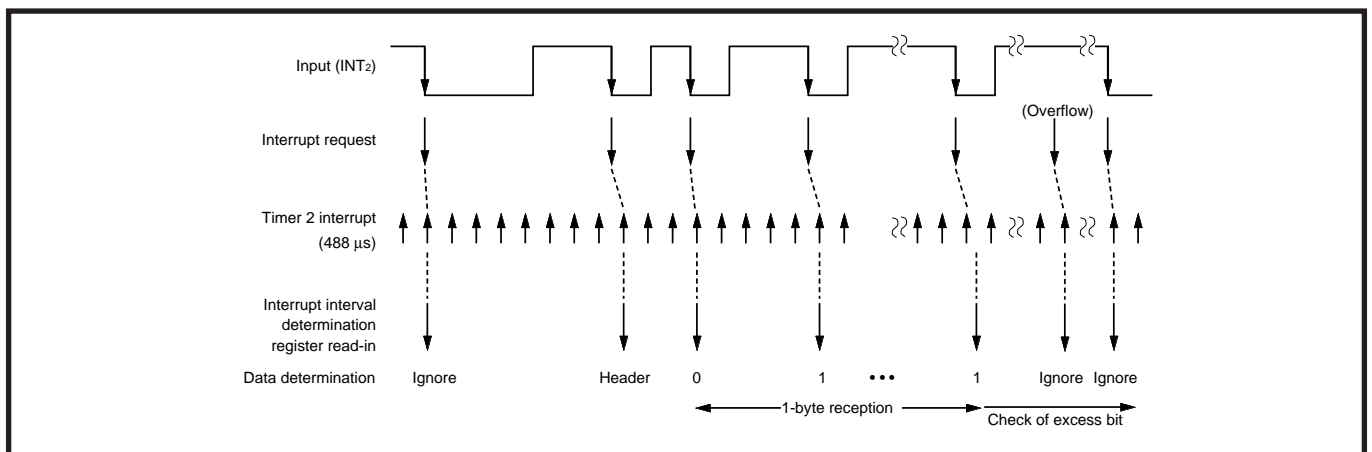 Input (INT2)
(Overflow)
Interrupt request
Timer 2 interrupt
(488 µs)
Interrupt interval
determination
register read-in
Data determination Ignore Header 0 1 ••• 1 Ignore Ignore
1-byte reception
Check of excess bit